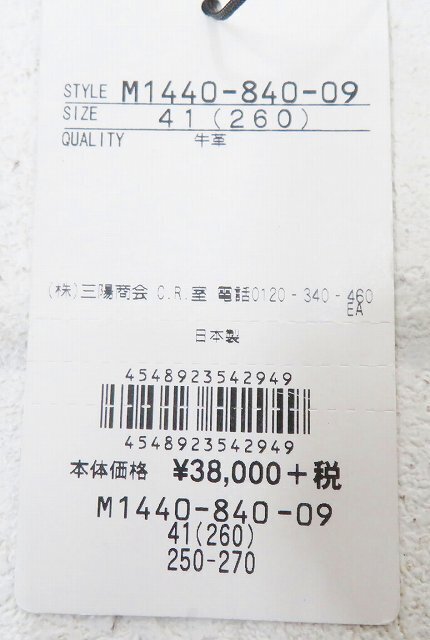 STYLE M1440-840-09
SIZE 41(260)
QUALITY 牛革
(株)三陽商会 C.R.室 電話0120-340-460
EA
日本製
4548923542949
4548923542949
本体価格 ¥38,000+税
M1440-840-09
41(260)
250-270